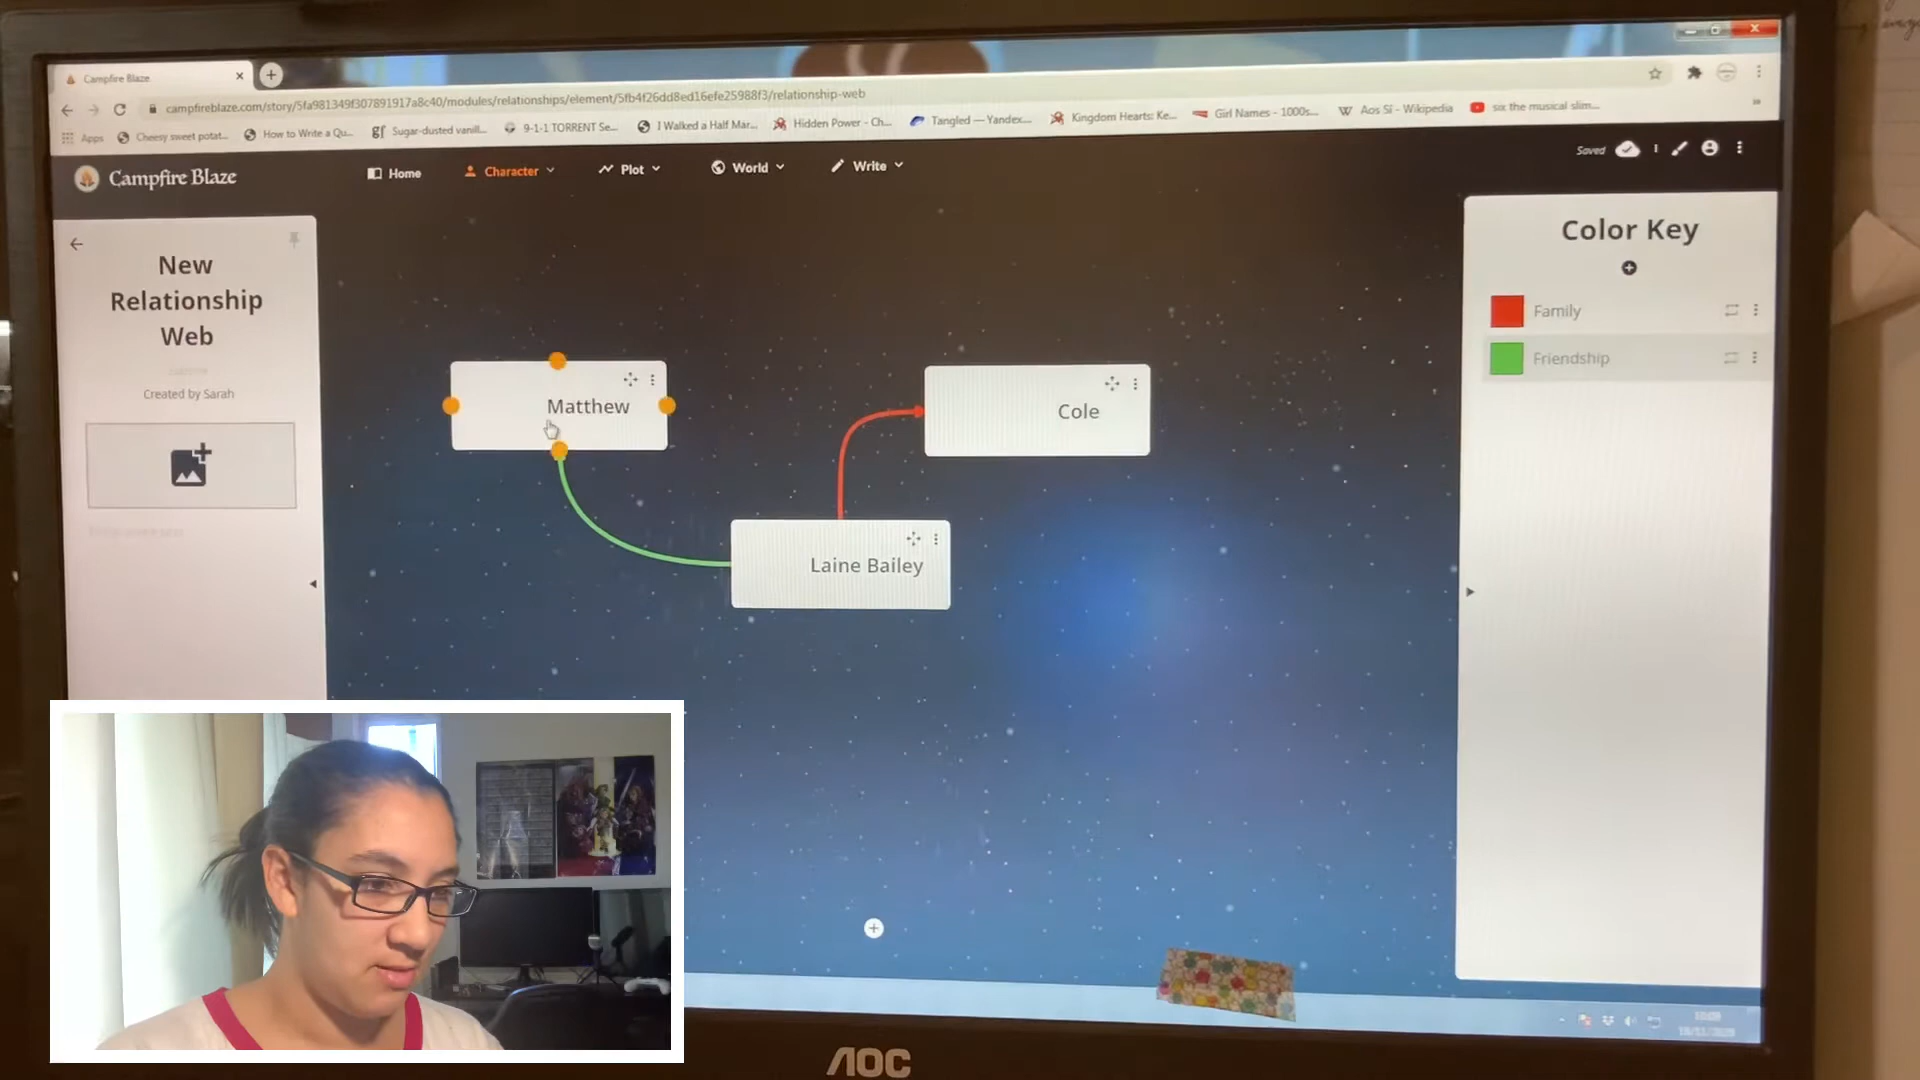 Campfire Blaze
campfireblaze.com/story/5fa981349f307891917a8c40/modules/relationships/element/5fb4f26dd8ed16efe25988f3/relationship-web
Apps Cheesy sweet potat... How to Write a Qu... gf Sugar-dusted vanill... 9-1-1 TORRENT Se... I Walked a Half Mar... Hidden Power - Ch... Tangled — Yandex... Kingdom Hearts: Ke... Girl Names - 1000s... W Aos Sí - Wikipedia six the musical slim...
Campfire Blaze Home Character Plot World Write Saved
New
Relationship
Web
Created by Sarah
Matthew
Cole
Laine Bailey
Color Key
Family
Friendship
AOC